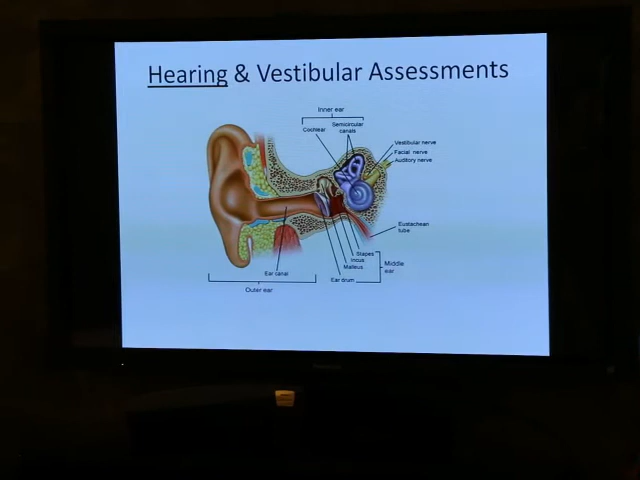 Hearing & Vestibular Assessments
Inner ear
Cochlear
Semicircular
canals
Vestibular nerve
Facial nerve
Auditory nerve
Eustachean
tube
Stapes
Incus
Malleus
Middle
ear
Ear canal
Ear drum
Outer ear